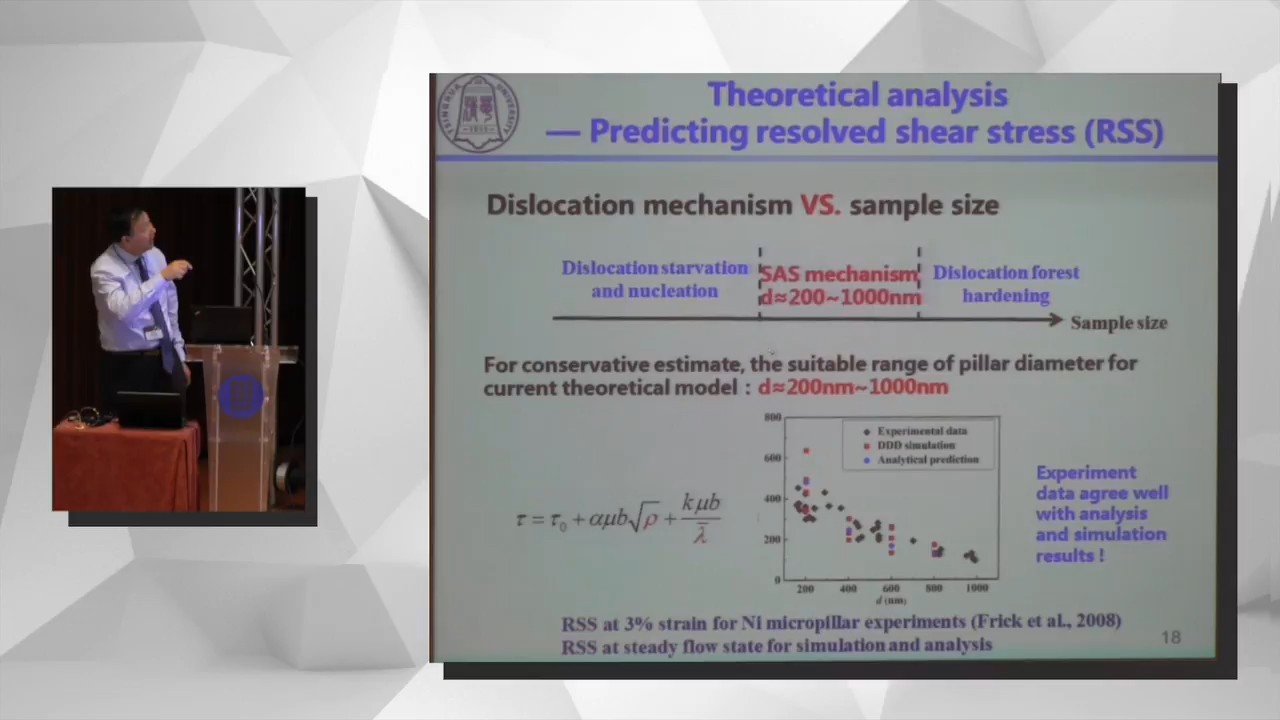 TSINGHUA UNIVERSITY
1911
Theoretical analysis
— Predicting resolved shear stress (RSS)
Dislocation mechanism VS. sample size
Dislocation starvation
and nucleation
SAS mechanism
d≈200~1000nm
Dislocation forest
hardening
Sample size
For conservative estimate, the suitable range of pillar diameter for
current theoretical model : d≈200nm~1000nm
τ = τ₀ + αμb√ρ + kμb/λ̄
800
600
400
200
0
200 400 600 800 1000
d (nm)
Experimental data
DDD simulation
Analytical prediction
Experiment
data agree well
with analysis
and simulation
results !
RSS at 3% strain for Ni micropillar experiments (Frick et al., 2008)
RSS at steady flow state for simulation and analysis
18